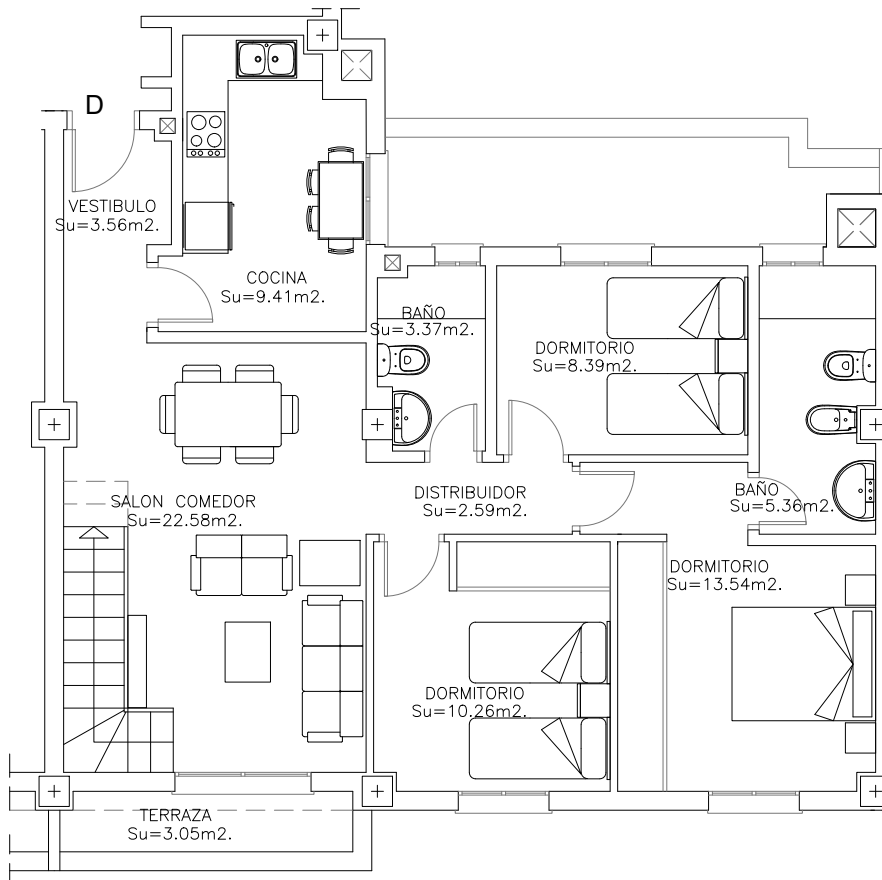 D
VESTIBULO
Su=3.56m2.
COCINA
Su=9.41m2.
BAÑO
Su=3.37m2.
DORMITORIO
Su=8.39m2.
SALON COMEDOR
Su=22.58m2.
DISTRIBUIDOR
Su=2.59m2.
BAÑO
Su=5.36m2.
DORMITORIO
Su=13.54m2.
DORMITORIO
Su=10.26m2.
TERRAZA
Su=3.05m2.